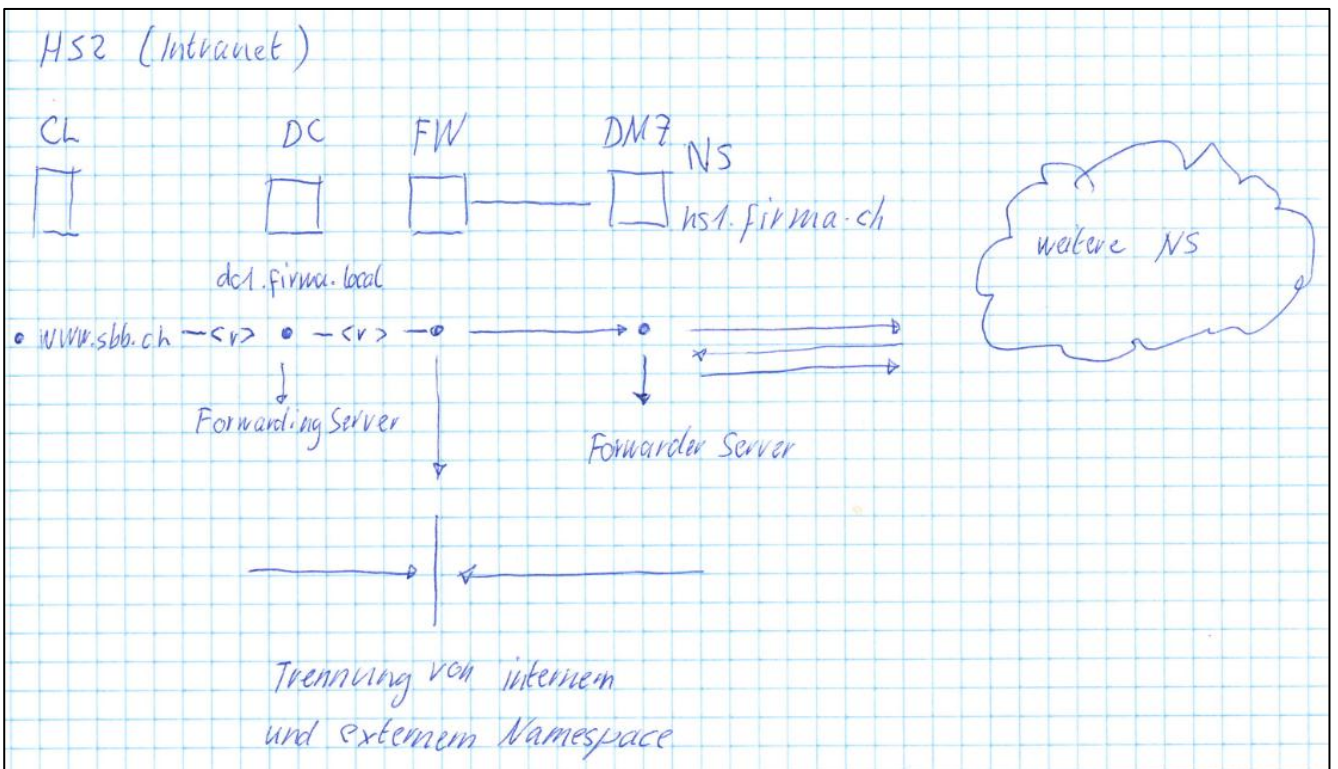 HS2 (Intranet)
CL DC FW DMZ
NS
ns1.firma.ch
weitere NS
dc1.firma.local
www.sbb.ch -<r> -<r>
Forwarding Server
Forwarder Server
Trennung von internem
und externem Namespace